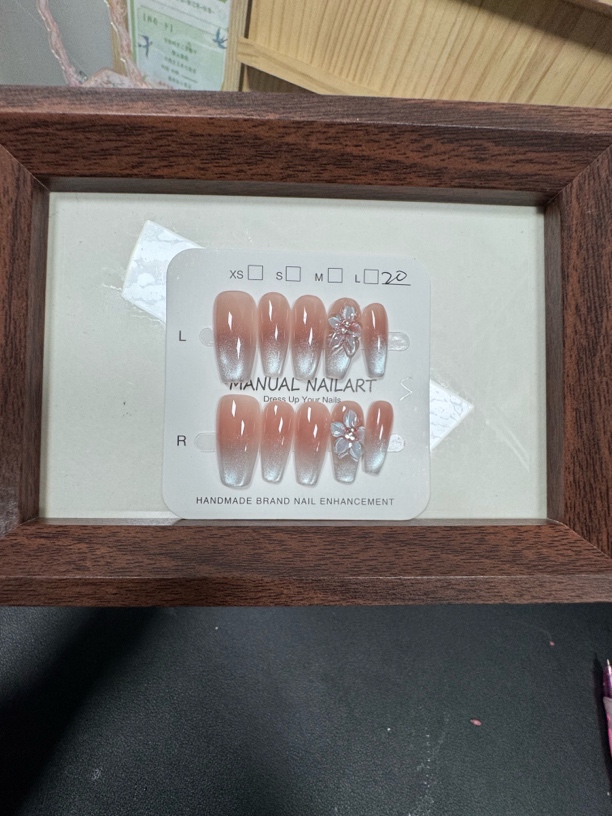 XS S M L 20
L
MANUAL NAILART
Dress Up Your Nails
R
HANDMADE BRAND NAIL ENHANCEMENT